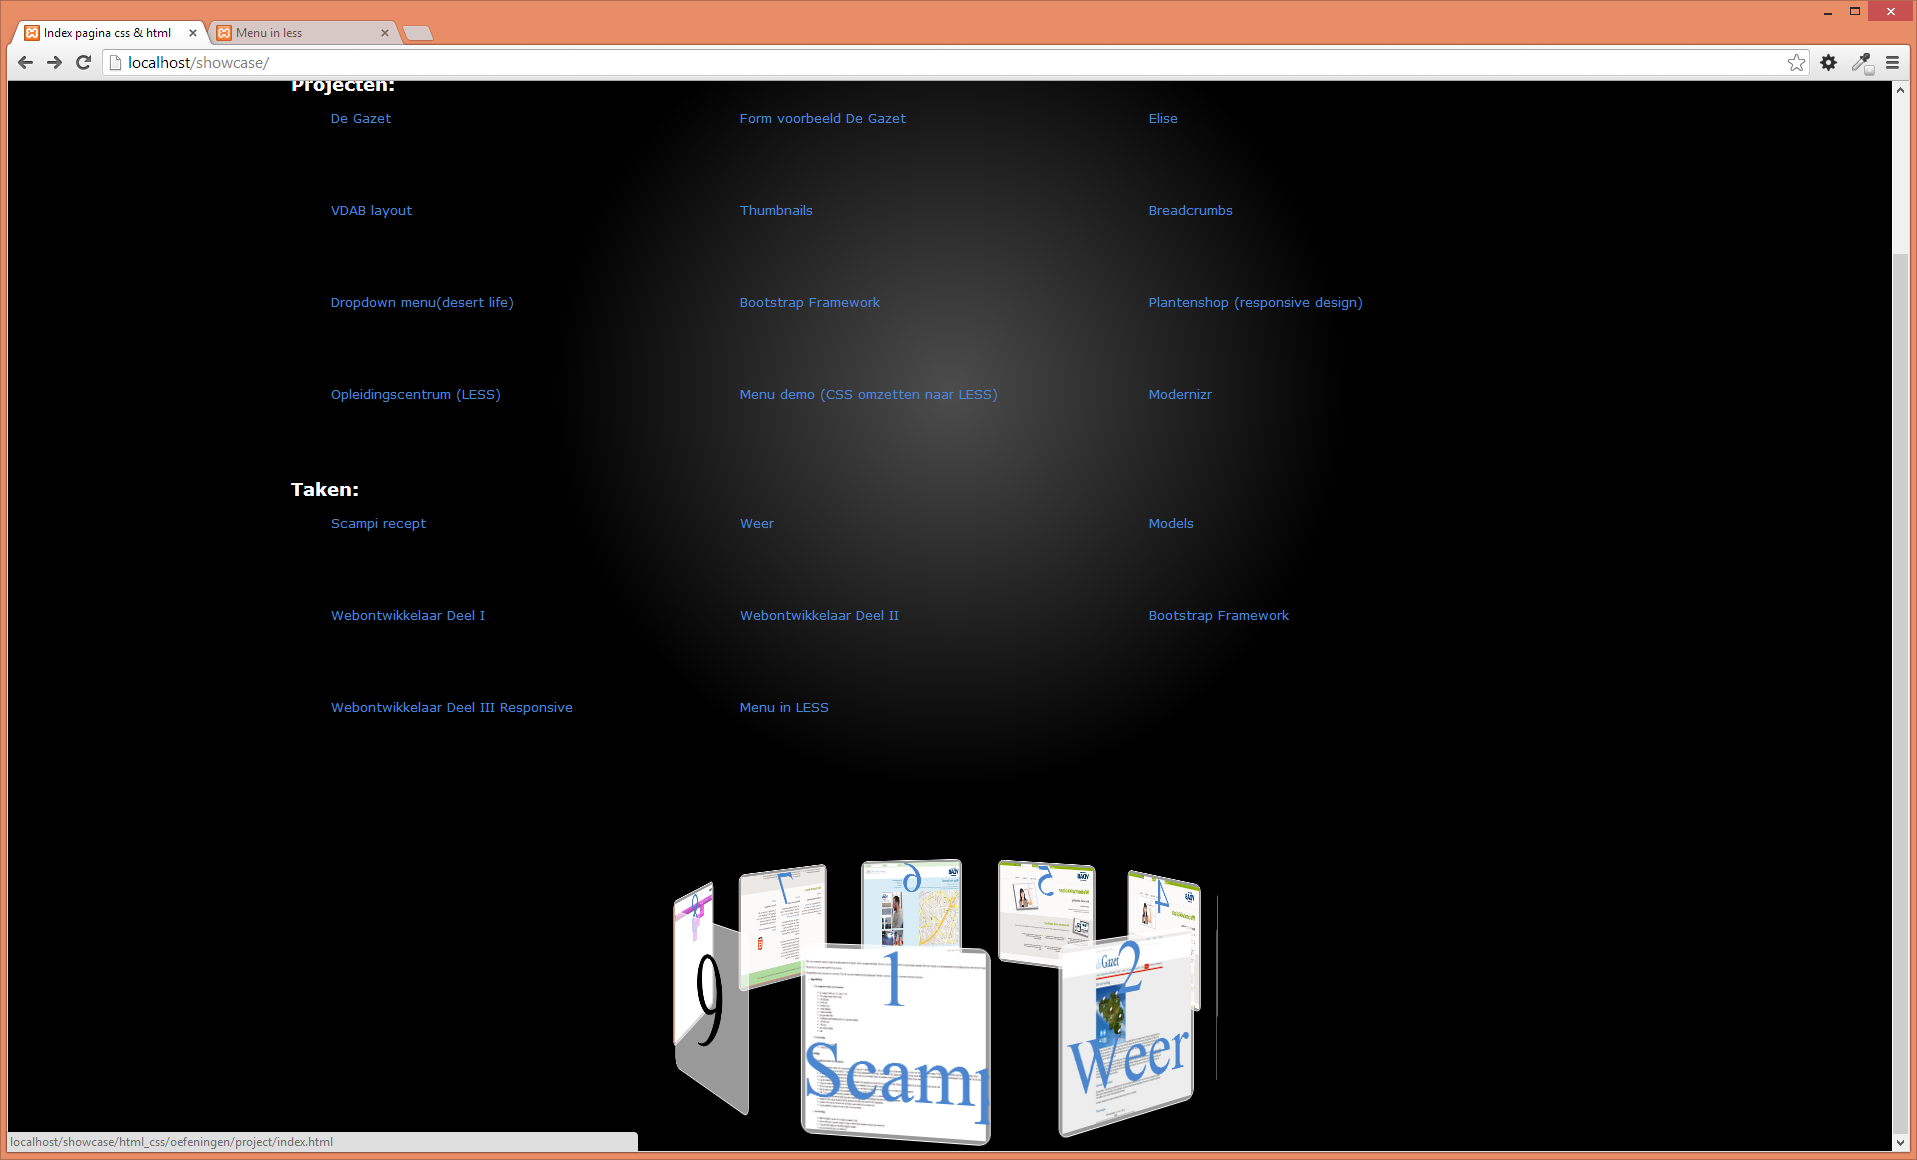 Index pagina css & html
Menu in less
localhost/showcase/
Projecten:
De Gazet Form voorbeeld De Gazet Elise
VDAB layout Thumbnails Breadcrumbs
Dropdown menu(desert life) Bootstrap Framework Plantenshop (responsive design)
Opleidingscentrum (LESS) Menu demo (CSS omzetten naar LESS) Modernizr
Taken:
Scampi recept Weer Models
Webontwikkelaar Deel I Webontwikkelaar Deel II Bootstrap Framework
Webontwikkelaar Deel III Responsive Menu in LESS
8 7 6 5 4
9 1 2
Gazet
Scamp
Weer
localhost/showcase/html_css/oefeningen/project/index.html